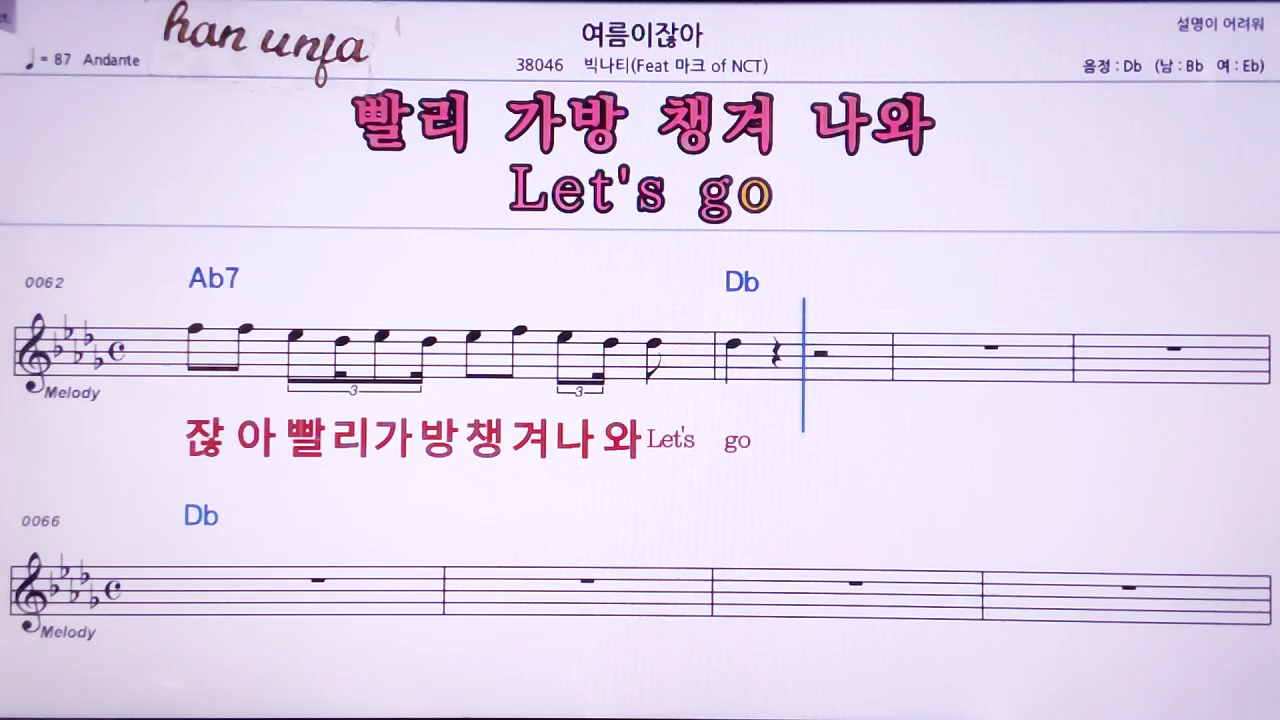 han unja
여름이잖아
설명이 어려워
♩ = 87 Andante
38046 빅나티(Feat 마크 of NCT)
음정 : Db (남 : Bb 여 : Eb)
빨리 가방 챙겨 나와
Let's go
0062 Ab7 Db
Melody
3 3
잖 아 빨 리 가 방 챙 겨 나 와 Let's go
0066 Db
Melody